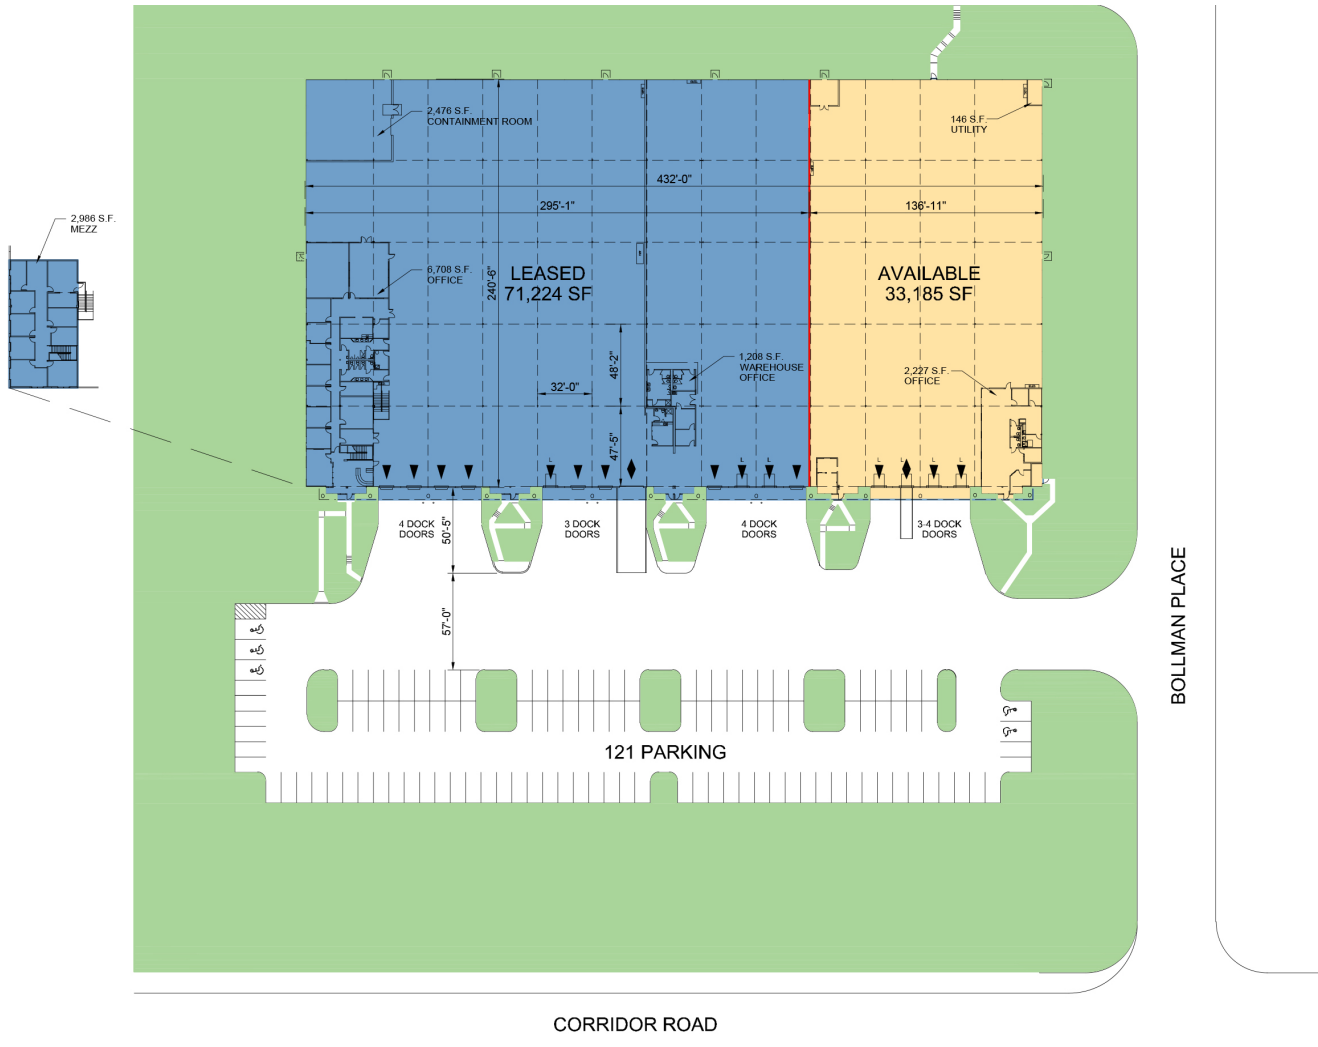 2,476 S.F.
CONTAINMENT ROOM
146 S.F.
UTILITY
432'-0"
295'-1"
136'-11"
2,986 S.F.
MEZZ
6,708 S.F.
OFFICE
240'-6"
LEASED
71,224 SF
AVAILABLE
33,185 SF
48'-2"
1,208 S.F.
WAREHOUSE
OFFICE
2,227 S.F.
OFFICE
32'-0"
47'-5"
L
L
L
L
L
L
L
4 DOCK
DOORS
3 DOCK
DOORS
4 DOCK
DOORS
3-4 DOCK
DOORS
50'-5"
57'-0"
BOLLMAN PLACE
121 PARKING
CORRIDOR ROAD